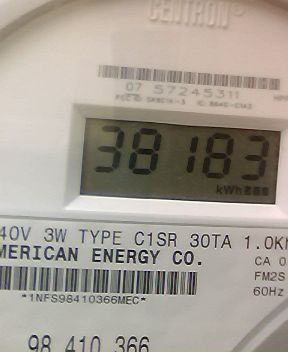 CENTRON®
07 57245311
38183
kWh
40V 3W TYPE C1SR 30TA 1.0K
MERICAN ENERGY CO.
CA 0
FM2S
*1NFS98410366MEC*
60Hz
98 410 366